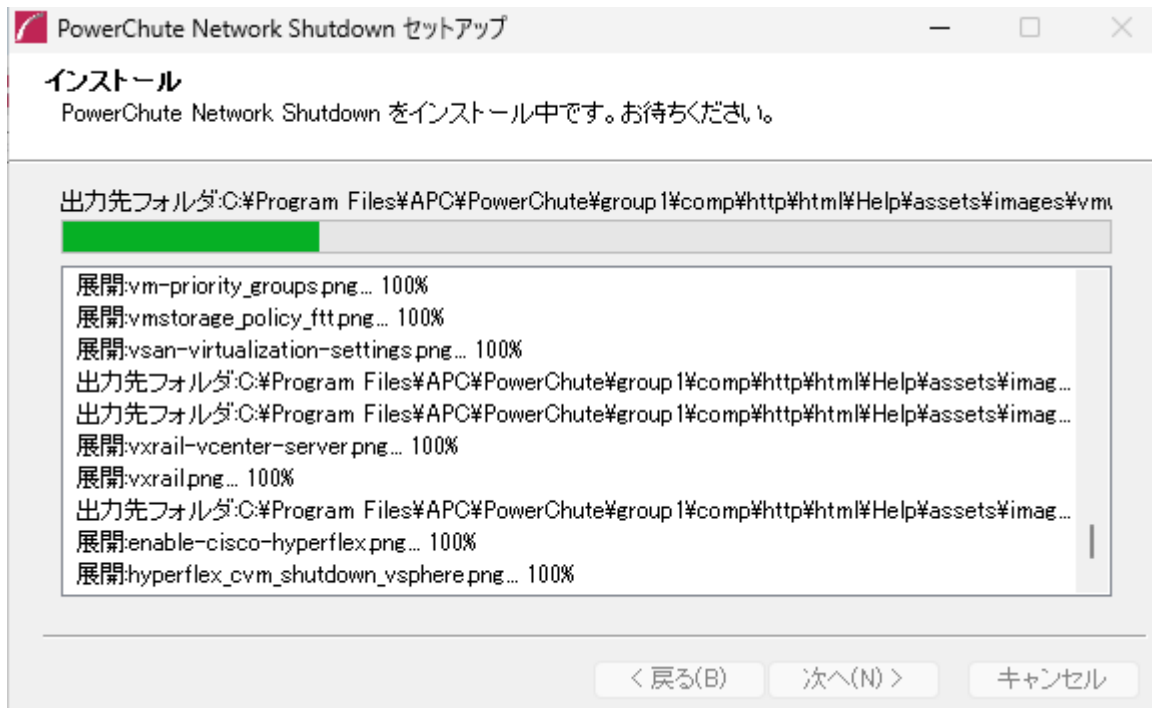 PowerChute Network Shutdown セットアップ
インストール
PowerChute Network Shutdown をインストール中です。お待ちください。
出力先フォルダ:C:¥Program Files¥APC¥PowerChute¥group1¥comp¥http¥html¥Help¥assets¥images¥vm
展開:vm-priority_groups.png... 100%
展開:vmstorage_policy_ftt.png... 100%
展開:vsan-virtualization-settings.png... 100%
出力先フォルダ:C:¥Program Files¥APC¥PowerChute¥group1¥comp¥http¥html¥Help¥assets¥imag...
出力先フォルダ:C:¥Program Files¥APC¥PowerChute¥group1¥comp¥http¥html¥Help¥assets¥imag...
展開:vxrail-vcenter-server.png... 100%
展開:vxrail.png... 100%
出力先フォルダ:C:¥Program Files¥APC¥PowerChute¥group1¥comp¥http¥html¥Help¥assets¥imag...
展開:enable-cisco-hyperflex.png... 100%
展開:hyperflex_cvm_shutdown_vsphere.png... 100%
< 戻る(B) 次へ(N) > キャンセル